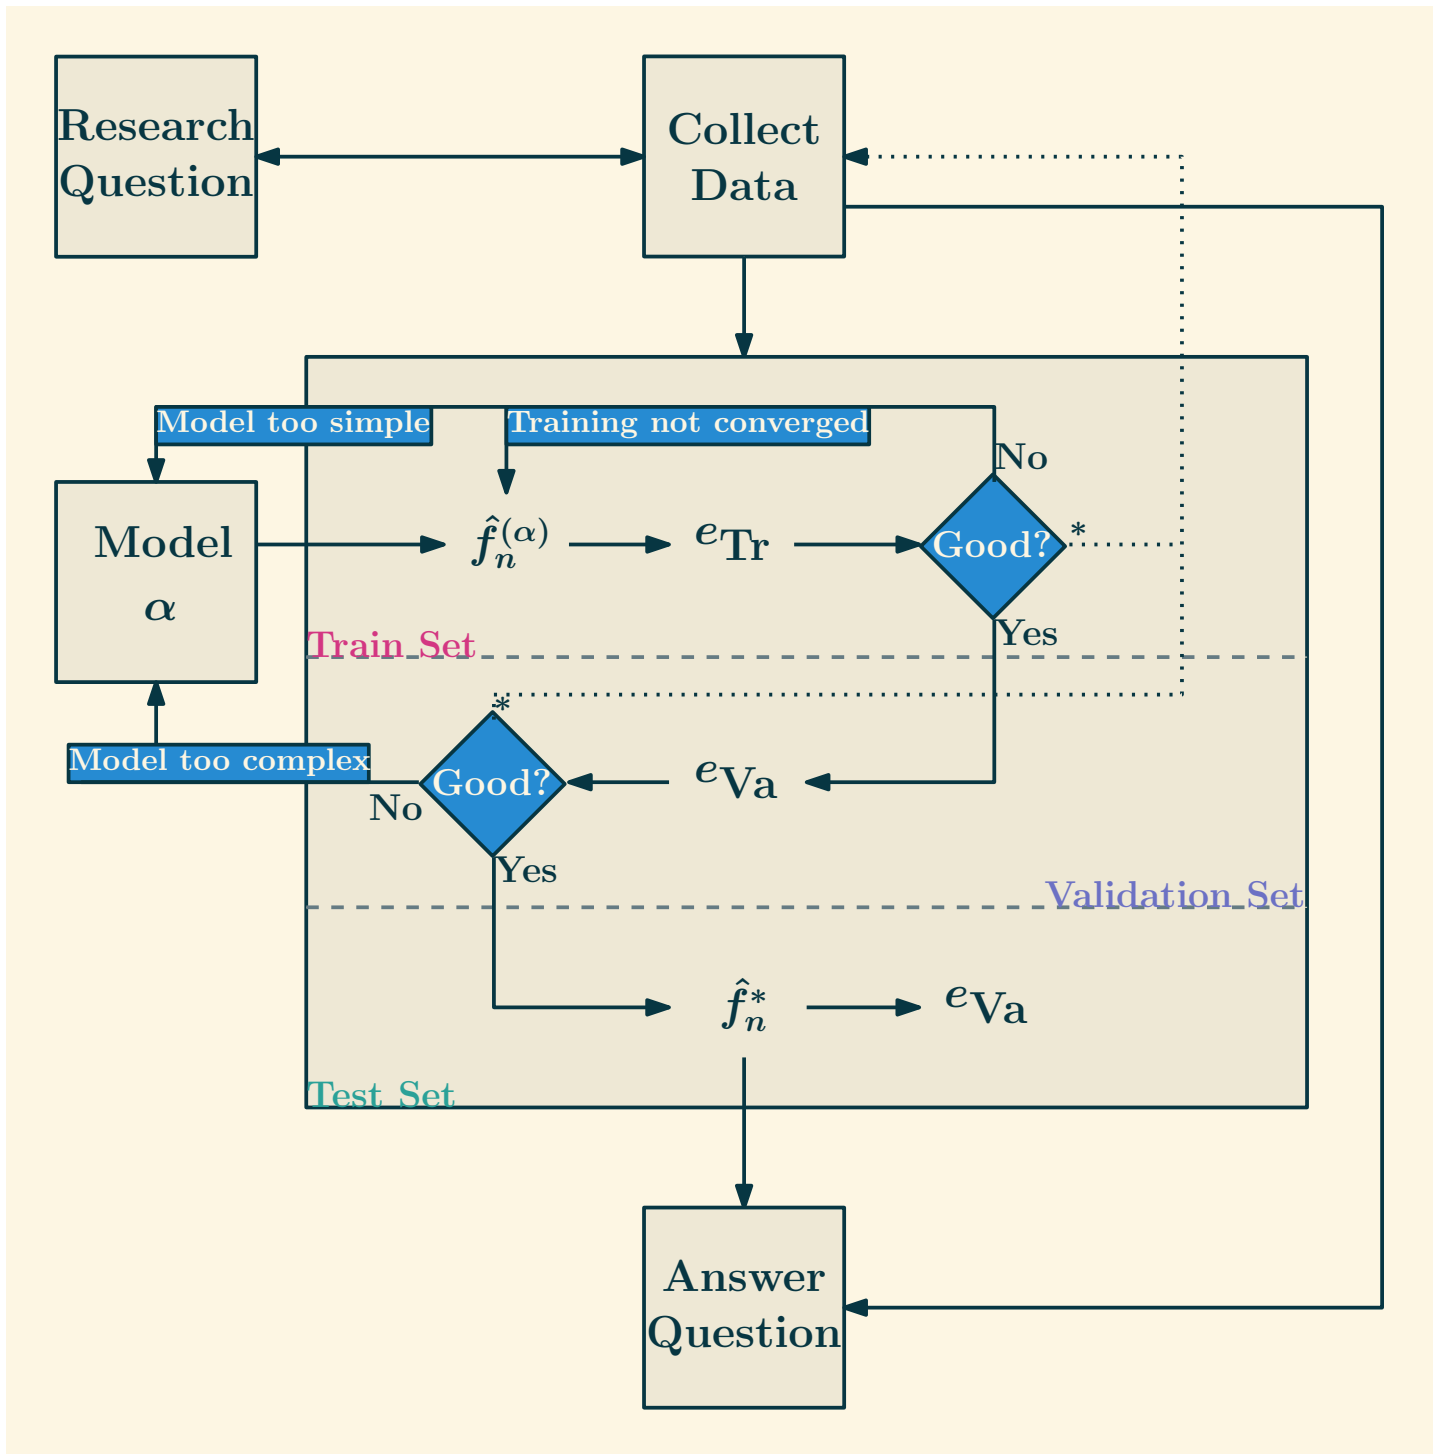 Research
Question
Collect
Data
Model too simple
Training not converged
No
Model
α
f̂ₙ⁽ᵅ⁾
eTr
Good?
*
Train Set
Yes
*
Model too complex
Good?
eVa
No
Yes
Validation Set
f̂ₙ*
eVa
Test Set
Answer
Question